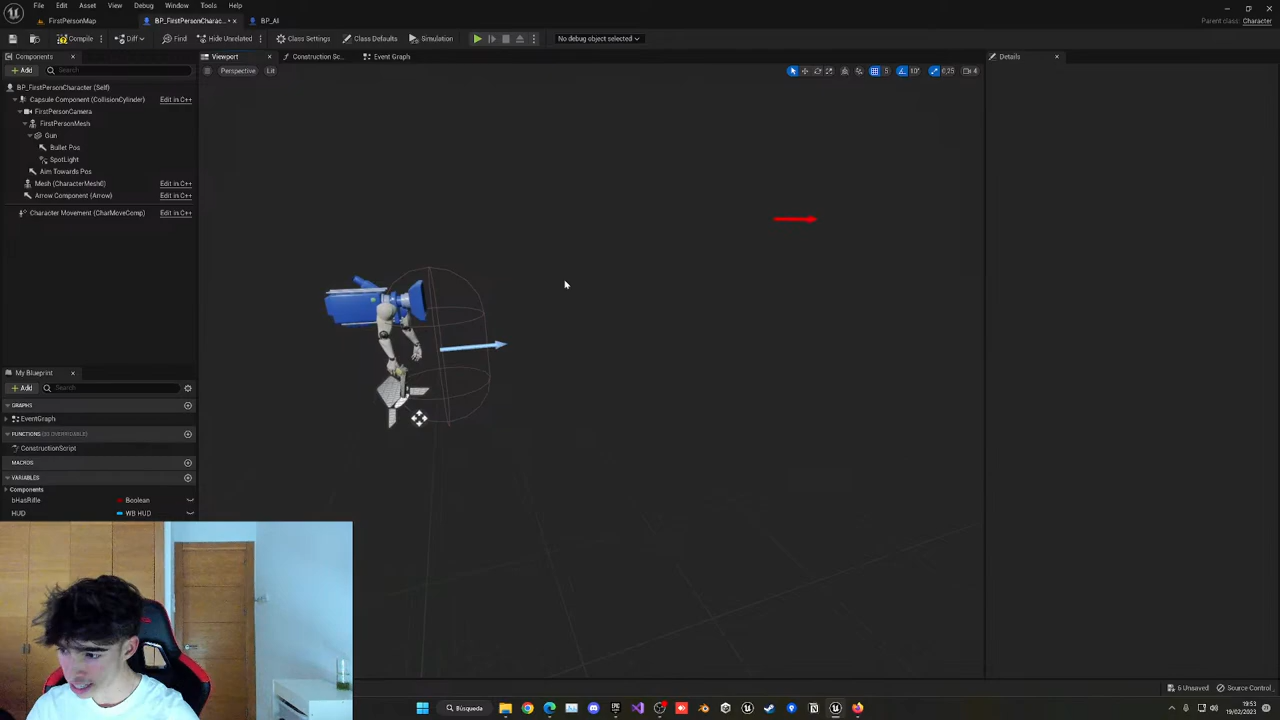 File Edit Asset View Debug Window Tools Help
FirstPersonMap
BP_FirstPersonCharac...
BP_AI
Parent class: Character
Compile
Diff
Find
Hide Unrelated
Class Settings
Class Defaults
Simulation
No debug object selected
Components
Viewport
Construction Sc...
Event Graph
Details
Add
Search
Perspective
Lit
5
10°
0,25
4
BP_FirstPersonCharacter (Self)
Capsule Component (CollisionCylinder) Edit in C++
FirstPersonCamera
FirstPersonMesh
Gun
Bullet Pos
SpotLight
Aim Towards Pos
Mesh (CharacterMesh0) Edit in C++
Arrow Component (Arrow) Edit in C++
Character Movement (CharMoveComp) Edit in C++
My Blueprint
Add
Search
GRAPHS
EventGraph
FUNCTIONS
ConstructionScript
MACROS
VARIABLES
Components
bHasRifle Boolean
HUD WB HUD
6 Unsaved
Source Control
Búsqueda
19:53
19/02/2023